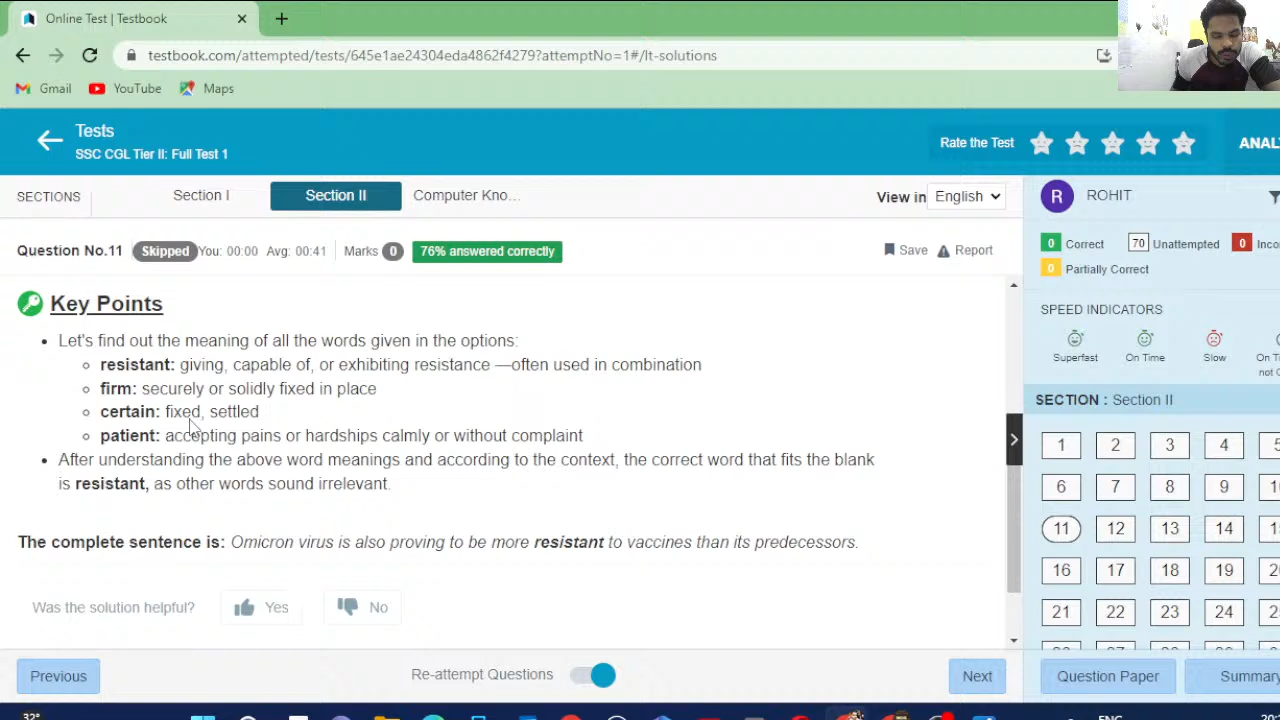 Online Test | Testbook
testbook.com/attempted/tests/645e1ae24304eda4862f4279?attemptNo=1#/lt-solutions
Gmail YouTube Maps
Tests
SSC CGL Tier II: Full Test 1
Rate the Test
SECTIONS Section I Section II Computer Kno... View in English
R ROHIT
Question No.11 Skipped You: 00:00 Avg: 00:41 Marks 0 76% answered correctly Save Report
0 Correct 70 Unattempted 0
0 Partially Correct
SPEED INDICATORS
Superfast On Time Slow
Key Points
• Let's find out the meaning of all the words given in the options:
resistant: giving, capable of, or exhibiting resistance —often used in combination
firm: securely or solidly fixed in place
certain: fixed, settled
patient: accepting pains or hardships calmly or without complaint
• After understanding the above word meanings and according to the context, the correct word that fits the blank
is resistant, as other words sound irrelevant.
The complete sentence is: Omicron virus is also proving to be more resistant to vaccines than its predecessors.
Was the solution helpful? Yes No
Previous Re-attempt Questions Next
SECTION : Section II
1 2 3 4
6 7 8 9
11 12 13 14
16 17 18 19
21 22 23 24
Question Paper Summary
32°
ENG